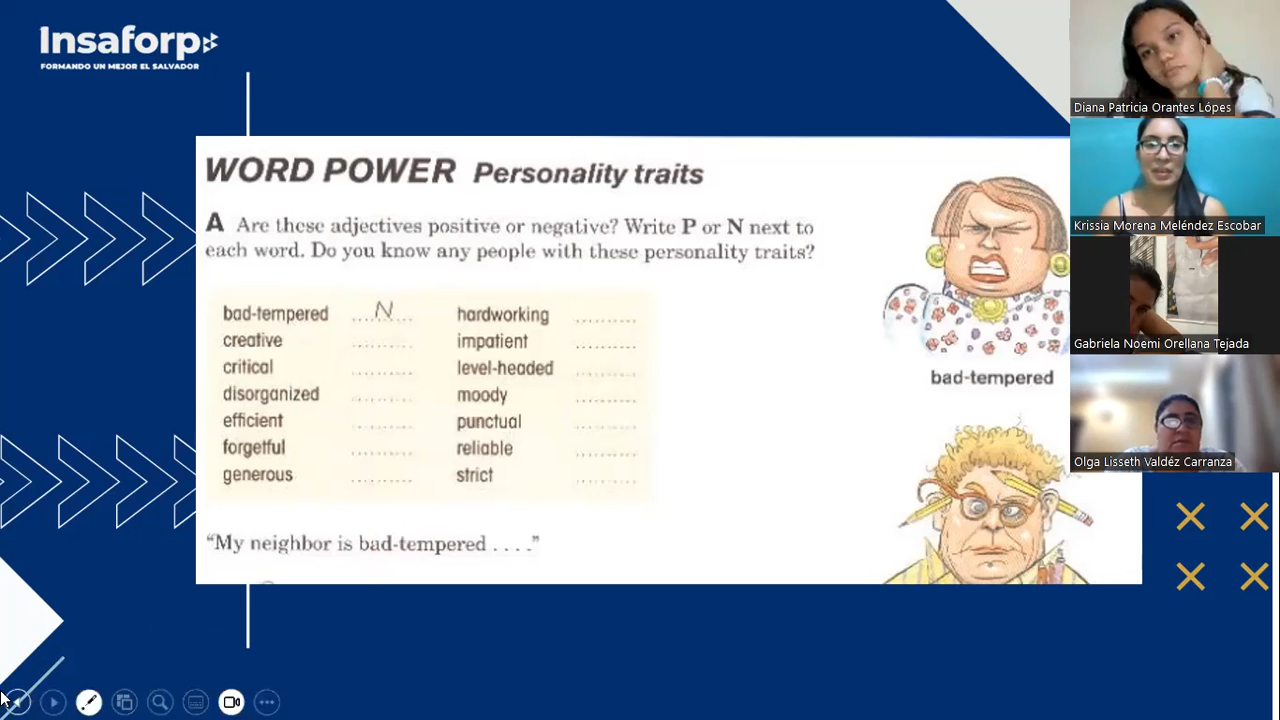 Insaforp
FORMANDO UN MEJOR EL SALVADOR
WORD POWER Personality traits
A Are these adjectives positive or negative? Write P or N next to
each word. Do you know any people with these personality traits?
bad-tempered N
creative
critical
disorganized
efficient
forgetful
generous
hardworking
impatient
level-headed
moody
punctual
reliable
strict
"My neighbor is bad-tempered . . . ."
bad-tempered
Diana Patricia Orantes Lópes
Krissia Morena Meléndez Escobar
Gabriela Noemi Orellana Tejada
Olga Lisseth Valdéz Carranza